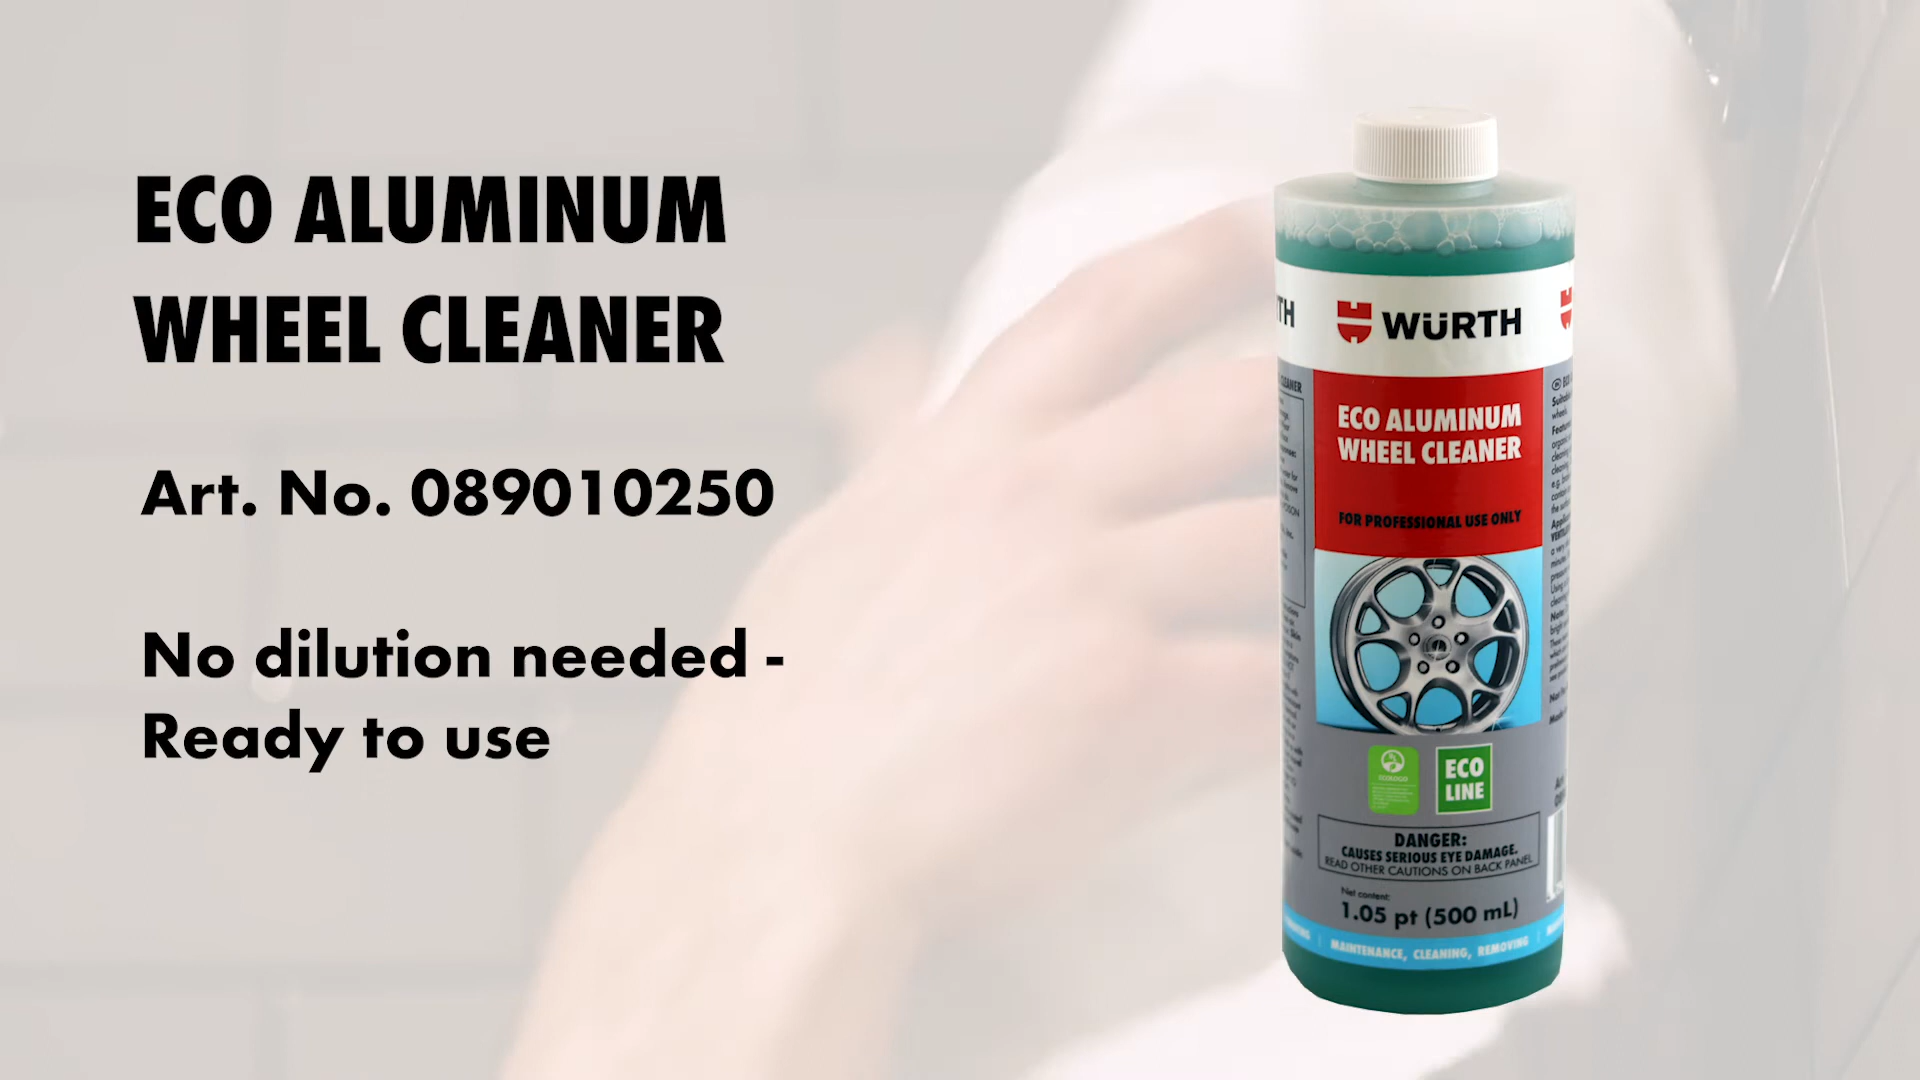 ECO ALUMINUM
WHEEL CLEANER
Art. No. 089010250
No dilution needed -
Ready to use
WÜRTH
ECO ALUMINUM
WHEEL CLEANER
FOR PROFESSIONAL USE ONLY
ECOLOGO
ECO
LINE
DANGER:
CAUSES SERIOUS EYE DAMAGE.
READ OTHER CAUTIONS ON BACK PANEL.
Net content:
1.05 pt (500 mL)
MAINTENANCE, CLEANING, REMOVING